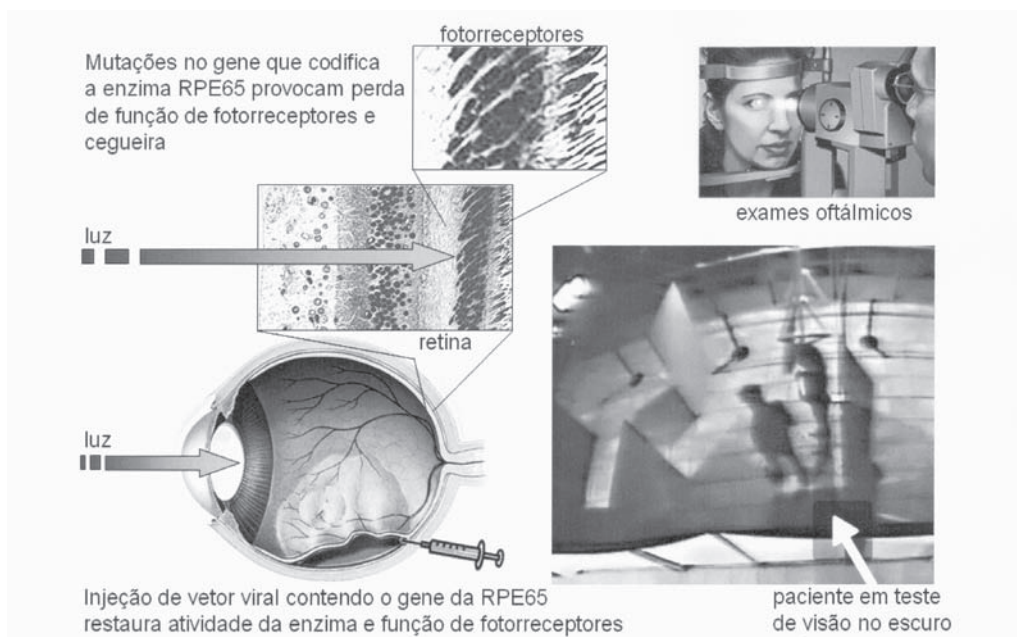 fotorreceptores
Mutações no gene que codifica
a enzima RPE65 provocam perda
de função de fotorreceptores e
cegueira
exames oftálmicos
luz
retina
luz
Injeção de vetor viral contendo o gene da RPE65
restaura atividade da enzima e função de fotorreceptores
paciente em teste
de visão no escuro